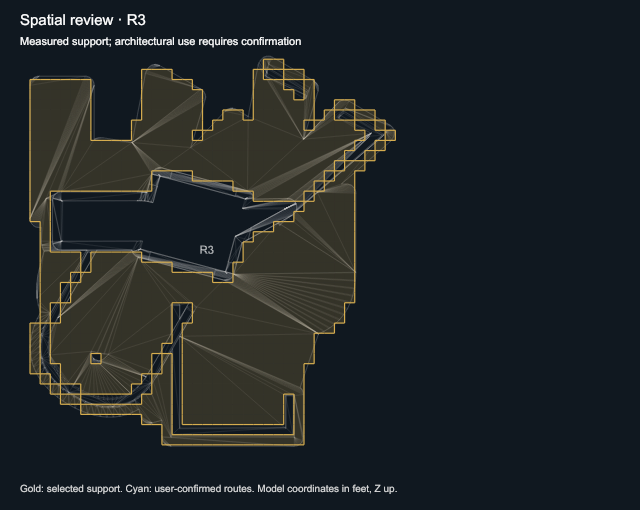 Spatial review · R3
Measured support; architectural use requires confirmation
R3
Gold: selected support. Cyan: user-confirmed routes. Model coordinates in feet, Z up.